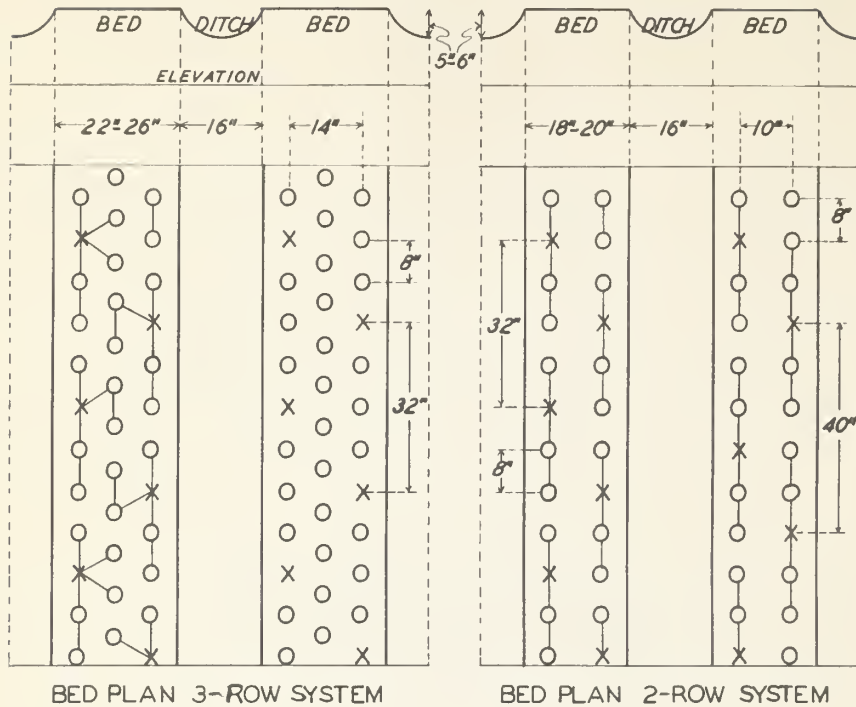 BED DITCH BED
5"-6"
BED DITCH BED
ELEVATION
22"-26" 16" 14"
18"-20" 16" 10"
8"
32"
32"
8"
8"
40"
BED PLAN 3-ROW SYSTEM
BED PLAN 2-ROW SYSTEM